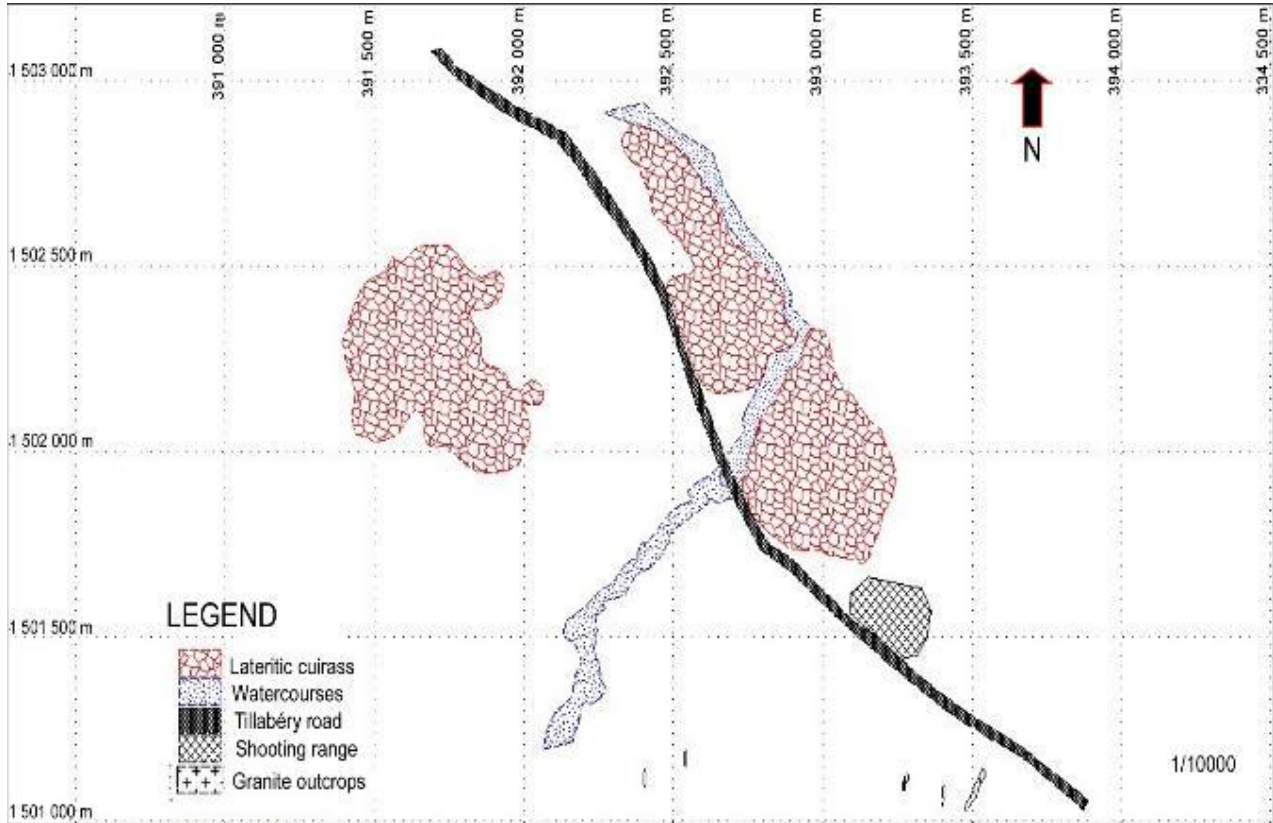 391 000 m
391 500 m
392 000 m
392 500 m
393 000 m
393 500 m
394 000 m
334 500 m
1 503 000 m
N
1 502 500 m
1 502 000 m
1 501 500 m
LEGEND
Lateritic cuirass
Watercourses
Tillabéry road
Shooting range
Granite outcrops
1/10000
1 501 000 m